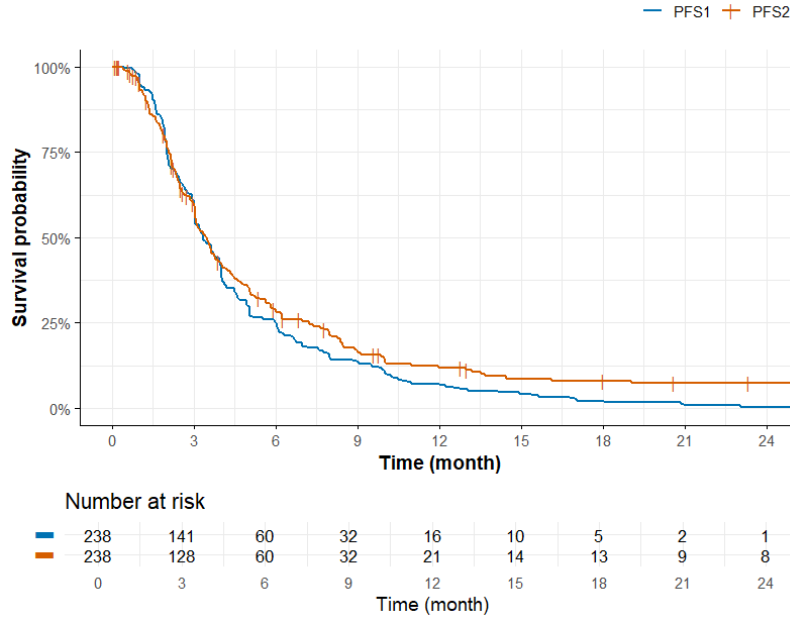 PFS1 PFS2
100%
75%
50%
25%
0%
Survival probability
0 3 6 9 12 15 18 21 24
Time (month)
Number at risk
238 141 60 32 16 10 5 2 1
238 128 60 32 21 14 13 9 8
0 3 6 9 12 15 18 21 24
Time (month)